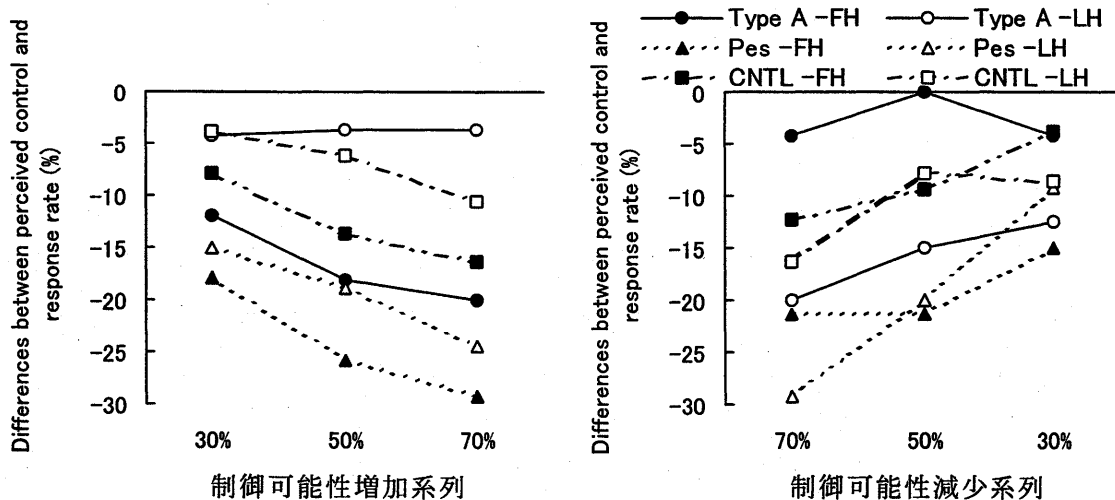 Type A -FH
Type A -LH
Pes -FH
Pes -LH
CNTL -FH
CNTL -LH
Differences between perceived control and
response rate (%)
0
-5
-10
-15
-20
-25
-30
30%
50%
70%
制御可能性増加系列
Differences between perceived control and
response rate (%)
0
-5
-10
-15
-20
-25
-30
70%
50%
30%
制御可能性減少系列